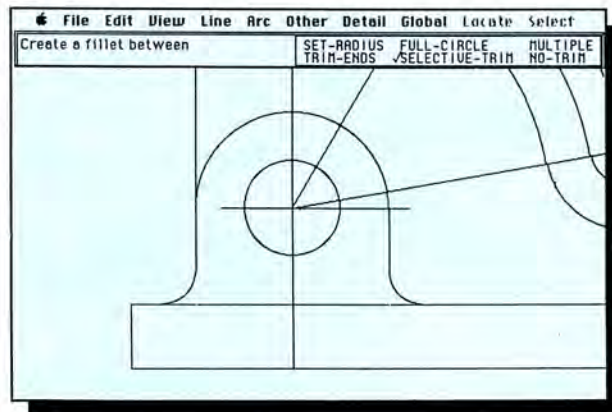 File Edit View Line Arc Other Detail Global Locate Select
Create a fillet between
SET-RADIUS FULL-CIRCLE MULTIPLE
TRIM-ENDS ✓SELECTIVE-TRIM NO-TRIM